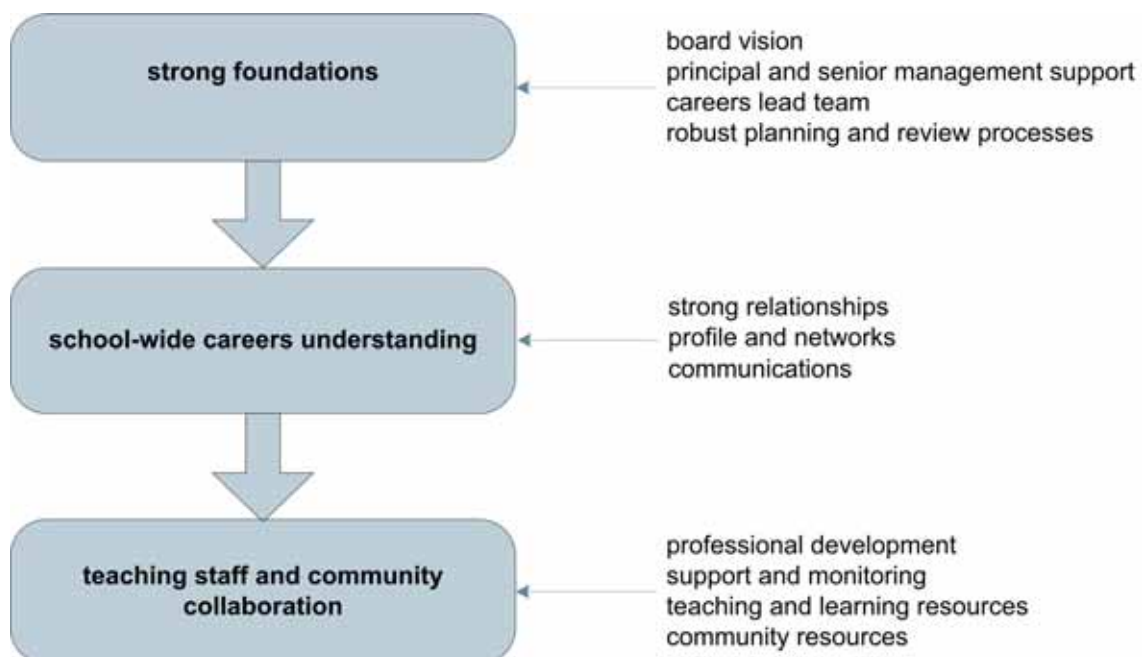 strong foundations
board vision
principal and senior management support
careers lead team
robust planning and review processes
school-wide careers understanding
strong relationships
profile and networks
communications
teaching staff and community
collaboration
professional development
support and monitoring
teaching and learning resources
community resources